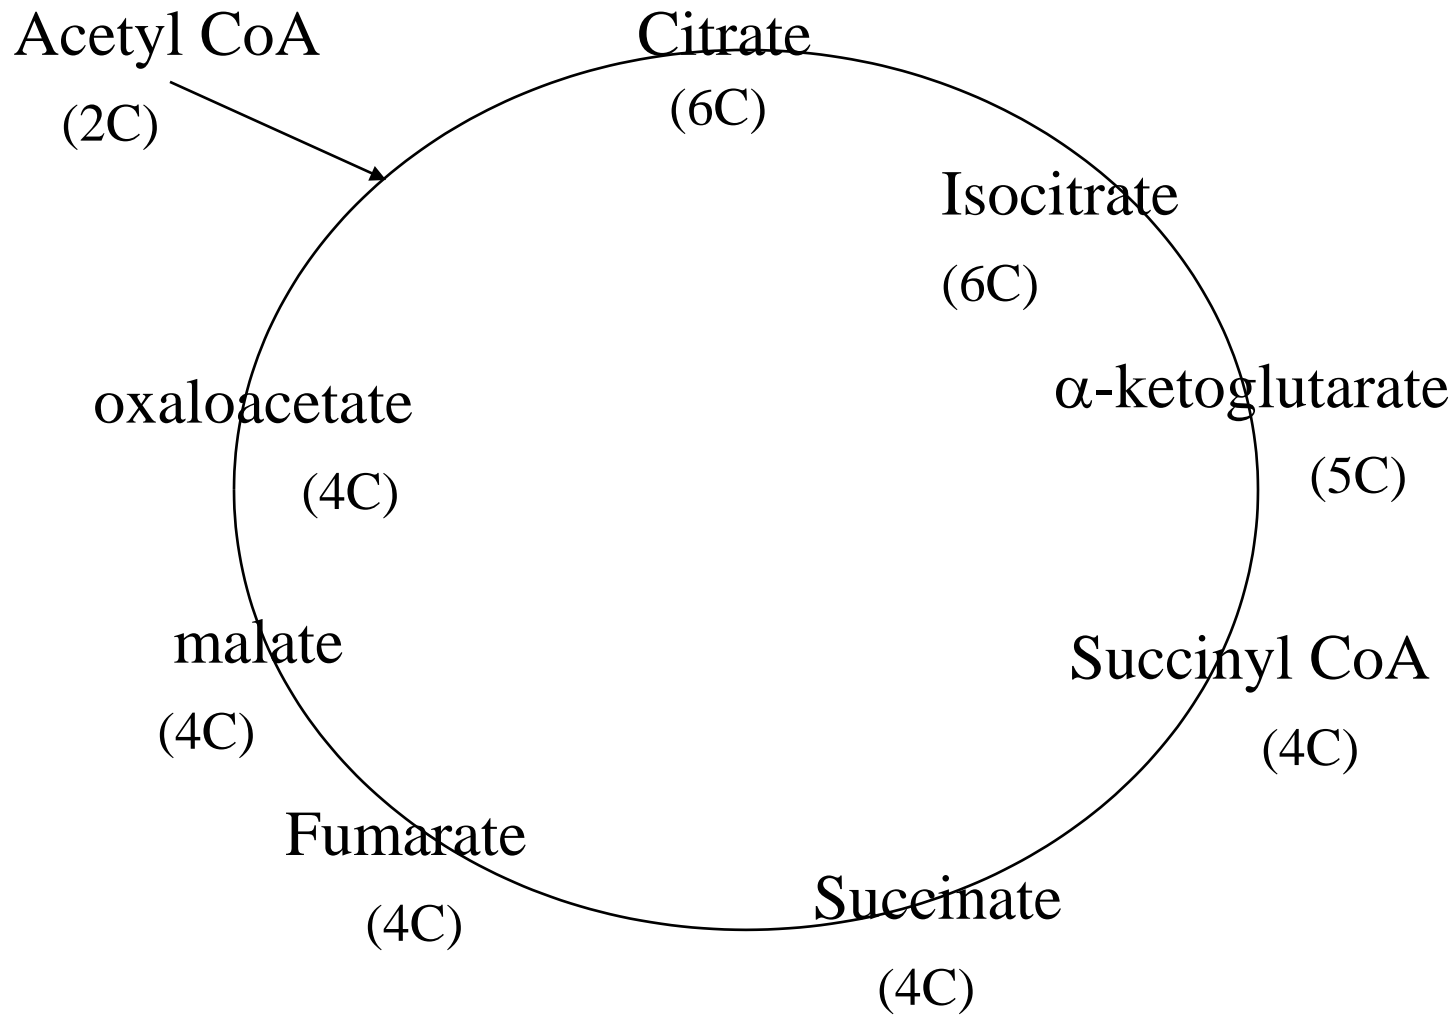 Acetyl CoA
(2C)
Citrate
(6C)
Isocitrate
(6C)
α-ketoglutarate
(5C)
Succinyl CoA
(4C)
Succinate
(4C)
Fumarate
(4C)
malate
(4C)
oxaloacetate
(4C)